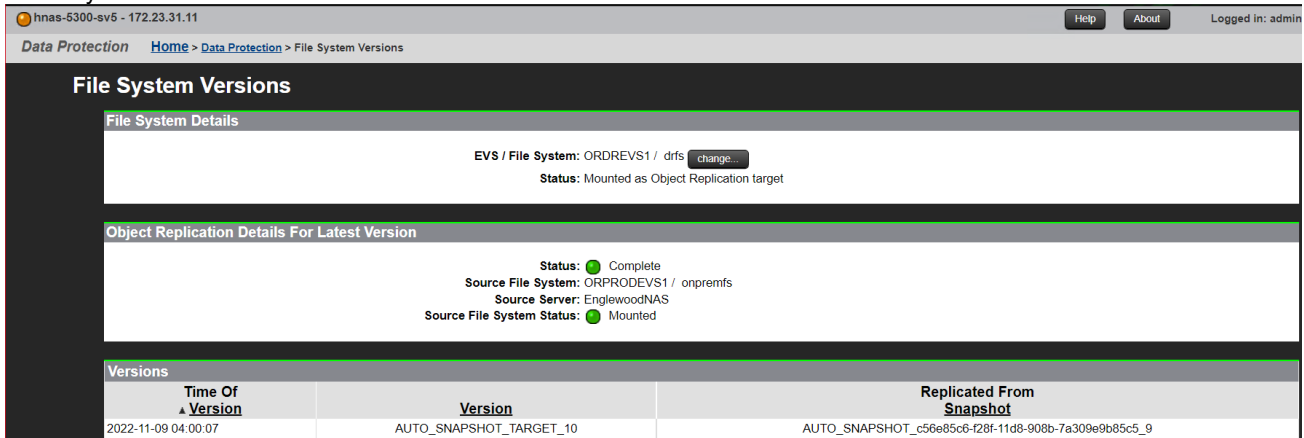 hnas-5300-sv5 - 172.23.31.11 Help About Logged in: admin
Data Protection Home > Data Protection > File System Versions
File System Versions
File System Details
EVS / File System: ORDREVS1 / drfs change...
Status: Mounted as Object Replication target
Object Replication Details For Latest Version
Status: Complete
Source File System: ORPRODEVS1 / onpremfs
Source Server: EnglewoodNAS
Source File System Status: Mounted
Versions
Time Of Replicated From
▲ Version Version Snapshot
2022-11-09 04:00:07 AUTO_SNAPSHOT_TARGET_10 AUTO_SNAPSHOT_c56e85c6-f28f-11d8-908b-7a309e9b85c5_9